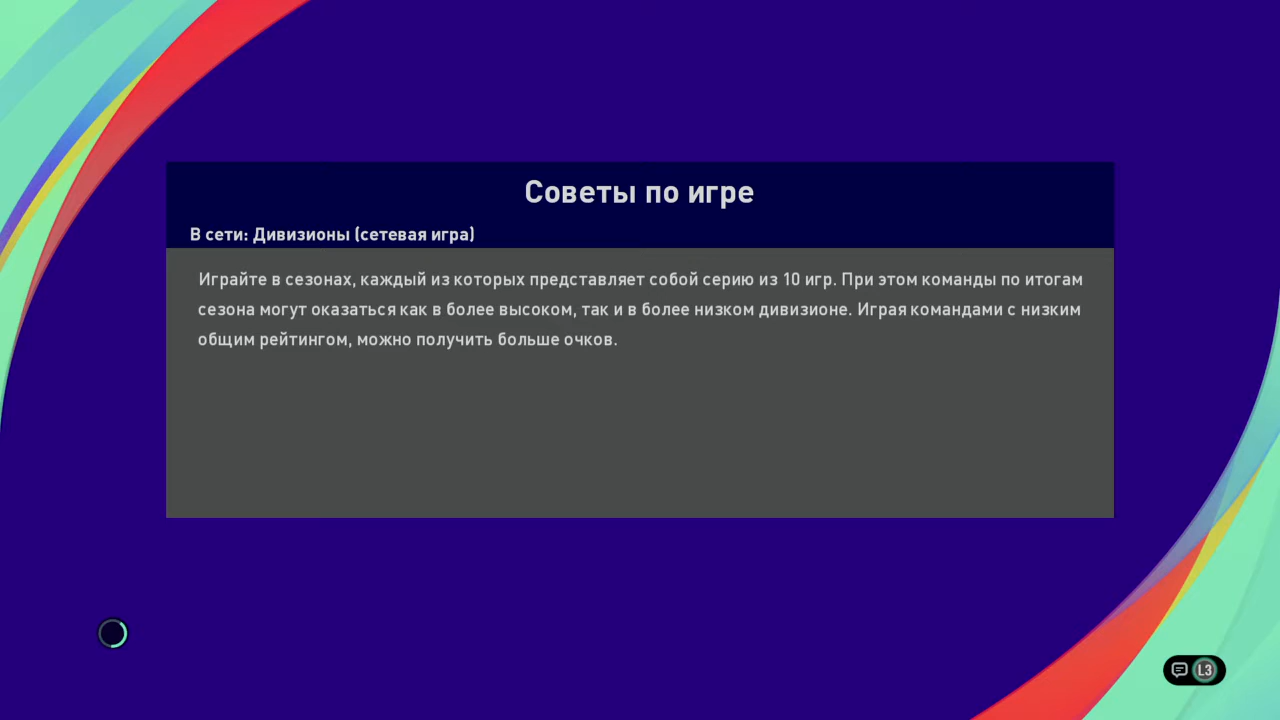 Советы по игре
В сети: Дивизионы (сетевая игра)
Играйте в сезонах, каждый из которых представляет собой серию из 10 игр. При этом команды по итогам
сезона могут оказаться как в более высоком, так и в более низком дивизионе. Играя командами с низким
общим рейтингом, можно получить больше очков.
L3